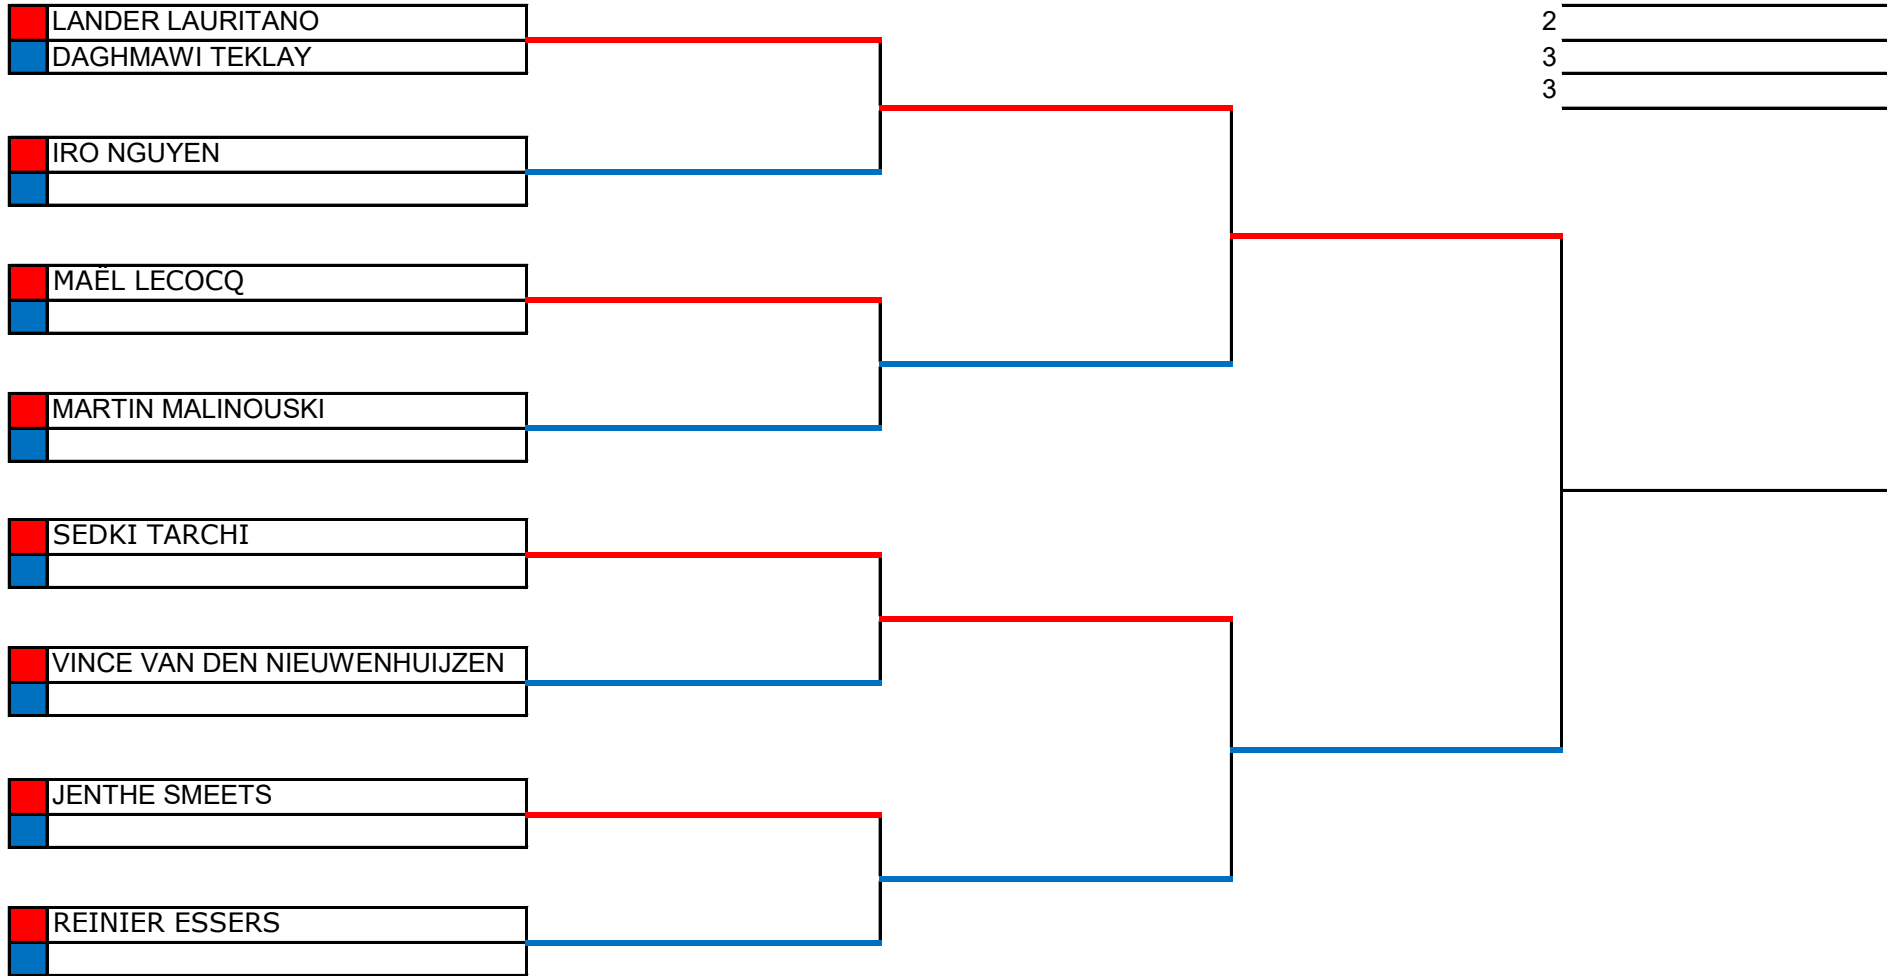 LANDER LAURITANO
DAGHMAWI TEKLAY
IRO NGUYEN
MAËL LECOCQ
MARTIN MALINOUSKI
SEDKI TARCHI
VINCE VAN DEN NIEUWENHUIJZEN
JENTHE SMEETS
REINIER ESSERS
2
3
3